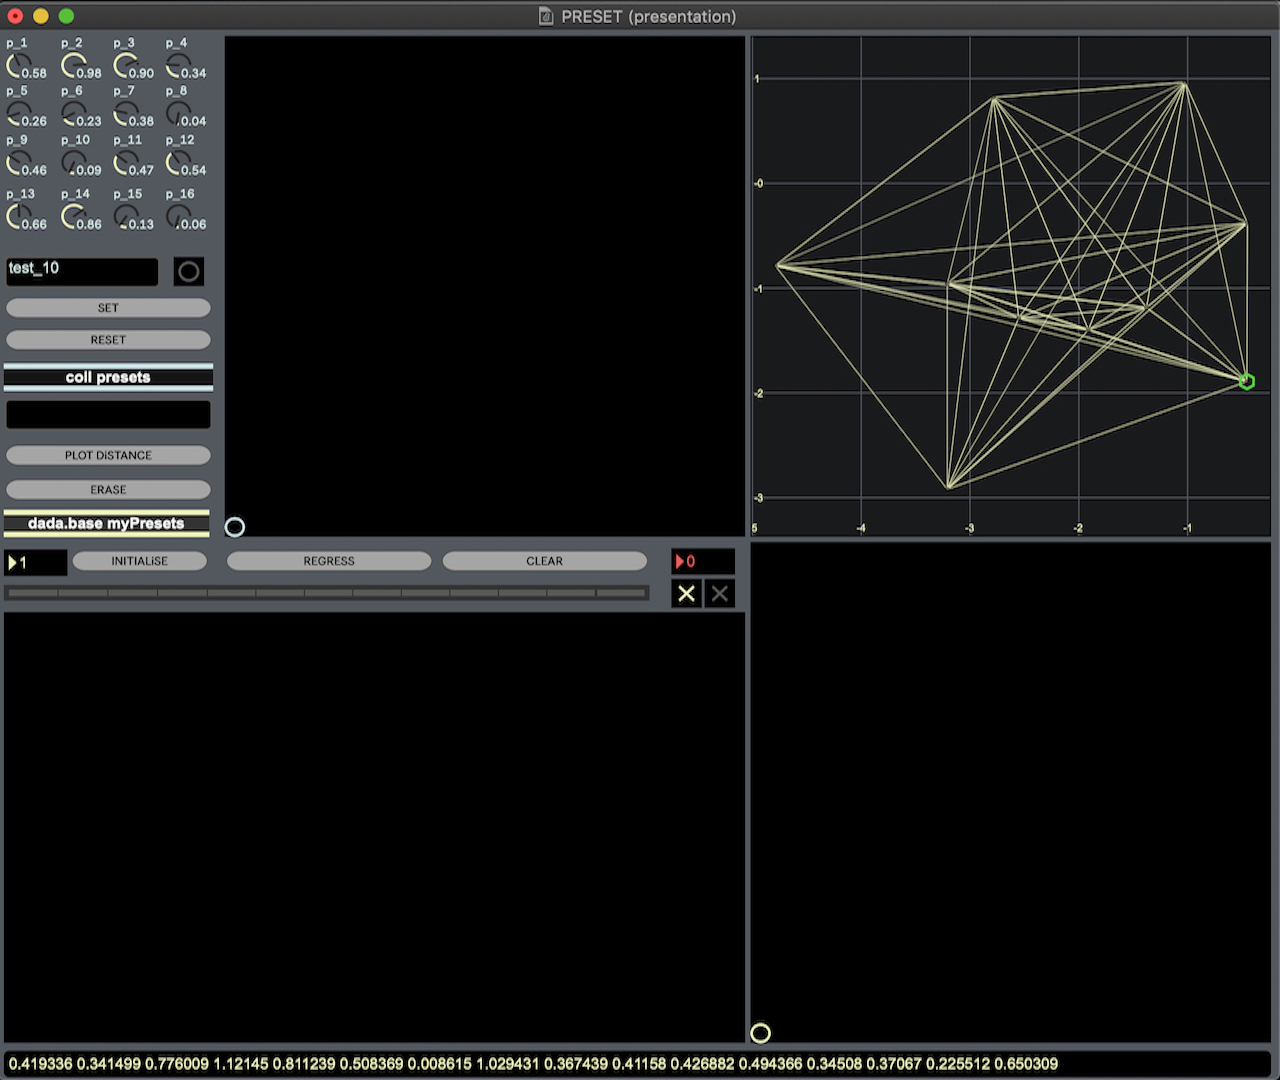 PRESET (presentation)
p_1 p_2 p_3 p_4
0.58 0.98 0.90 0.34
p_5 p_6 p_7 p_8
0.26 0.23 0.38 0.04
p_9 p_10 p_11 p_12
0.46 0.09 0.47 0.54
p_13 p_14 p_15 p_16
0.66 0.86 0.13 0.06
test_10
SET
RESET
coll presets
PLOT DiSTANCE
ERASE
dada.base myPresets
1
-0
-1
-2
-3
5 -4 -3 -2 -1
1 INITIALiSE REGRESS CLEAR 0
0.419336 0.341499 0.776009 1.12145 0.811239 0.508369 0.008615 1.029431 0.367439 0.41158 0.426882 0.494366 0.34508 0.37067 0.225512 0.650309